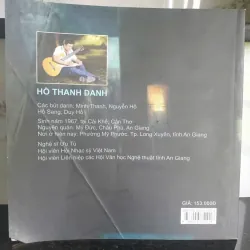 HỒ THANH DANH
Các bút danh: Minh Thạch, Nguyễn Hồ
Hồ Sang, Duy Hồ
Sinh năm 1967, tại Cái Khế, Cần Thơ
Nguyên quán: Mỹ Đức, Châu Phú, An Giang
Nơi ở hiện nay: Phường Mỹ Phước, Tp. Long Xuyên, tỉnh An Giang
Nghệ sĩ Ưu Tú
Hội viên Hội Nhạc sĩ Việt Nam
Hội viên Liên hiệp các Hội Văn học Nghệ thuật tỉnh An Giang
GIÁ: